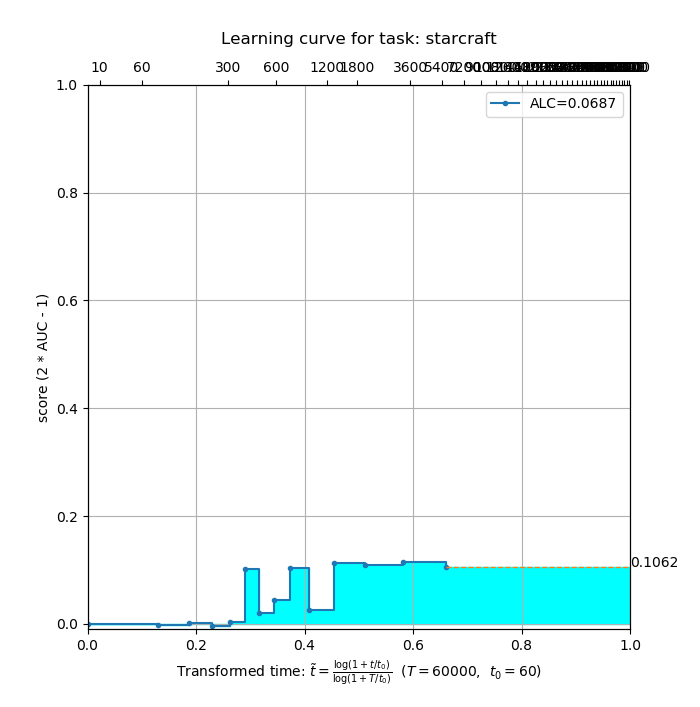 Learning curve for task: starcraft
10 60 300 600 1200 1800 3600 5400 7200
ALC=0.0687
1.0
0.8
0.6
0.4
0.2
0.0
score (2 * AUC - 1)
0.1062
0.0 0.2 0.4 0.6 0.8 1.0
Transformed time: t̃ = log(1 + t/t₀) / log(1 + T/t₀) (T = 60000, t₀ = 60)